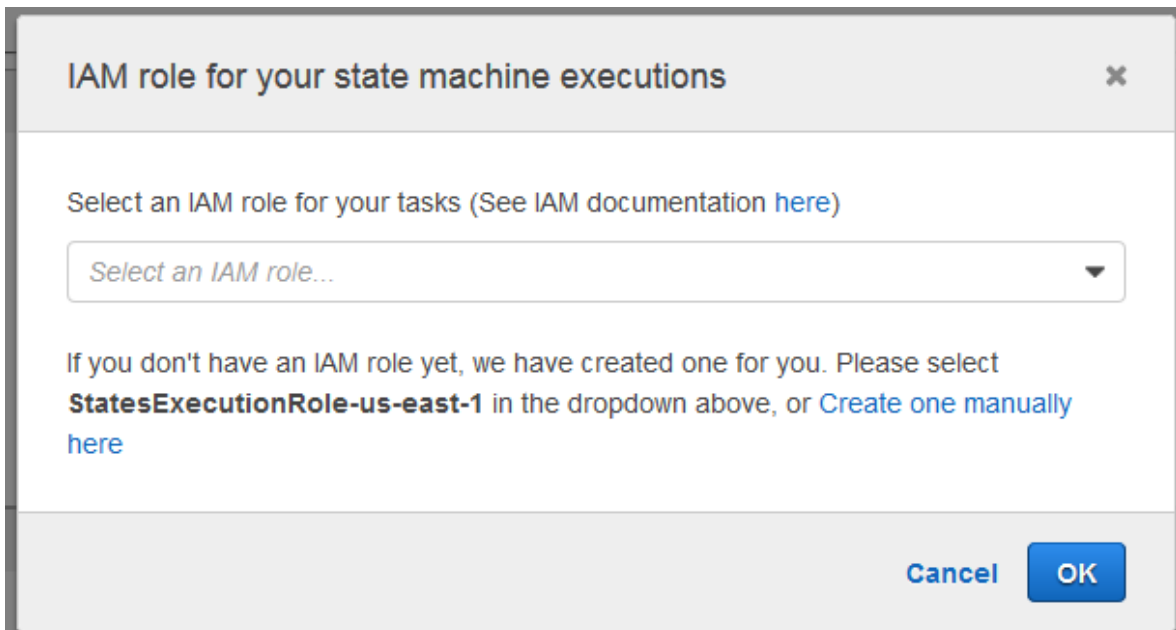 IAM role for your state machine executions
Select an IAM role for your tasks (See IAM documentation here)
Select an IAM role...
If you don't have an IAM role yet, we have created one for you. Please select
StatesExecutionRole-us-east-1 in the dropdown above, or Create one manually
here
Cancel OK